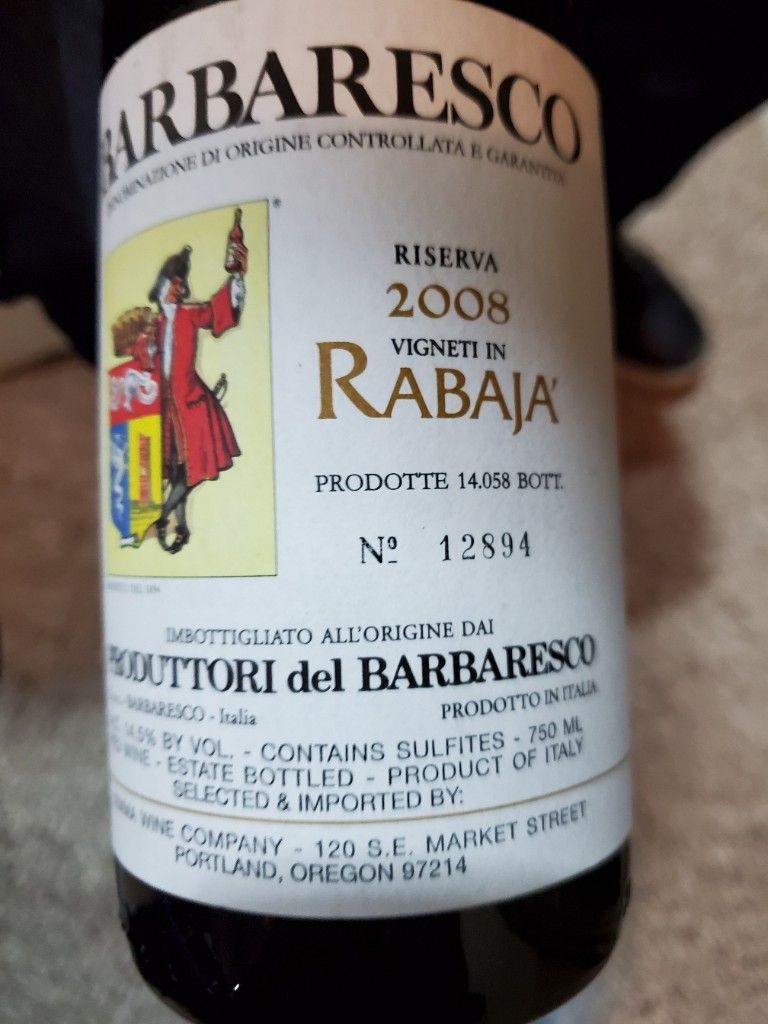 BARBARESCO
DENOMINAZIONE DI ORIGINE CONTROLLATA E GARANTITA
®
RISERVA
2008
VIGNETI IN
RABAJA'
PRODOTTE 14.058 BOTT.
Nº 12894
IMBOTTIGLIATO ALL'ORIGINE DAI
PRODUTTORI del BARBARESCO
BARBARESCO - Italia
PRODOTTO IN ITALIA
14.5% BY VOL. - CONTAINS SULFITES - 750 ML
WINE - ESTATE BOTTLED - PRODUCT OF ITALY
SELECTED & IMPORTED BY:
WINE COMPANY - 120 S.E. MARKET STREET
PORTLAND, OREGON 97214